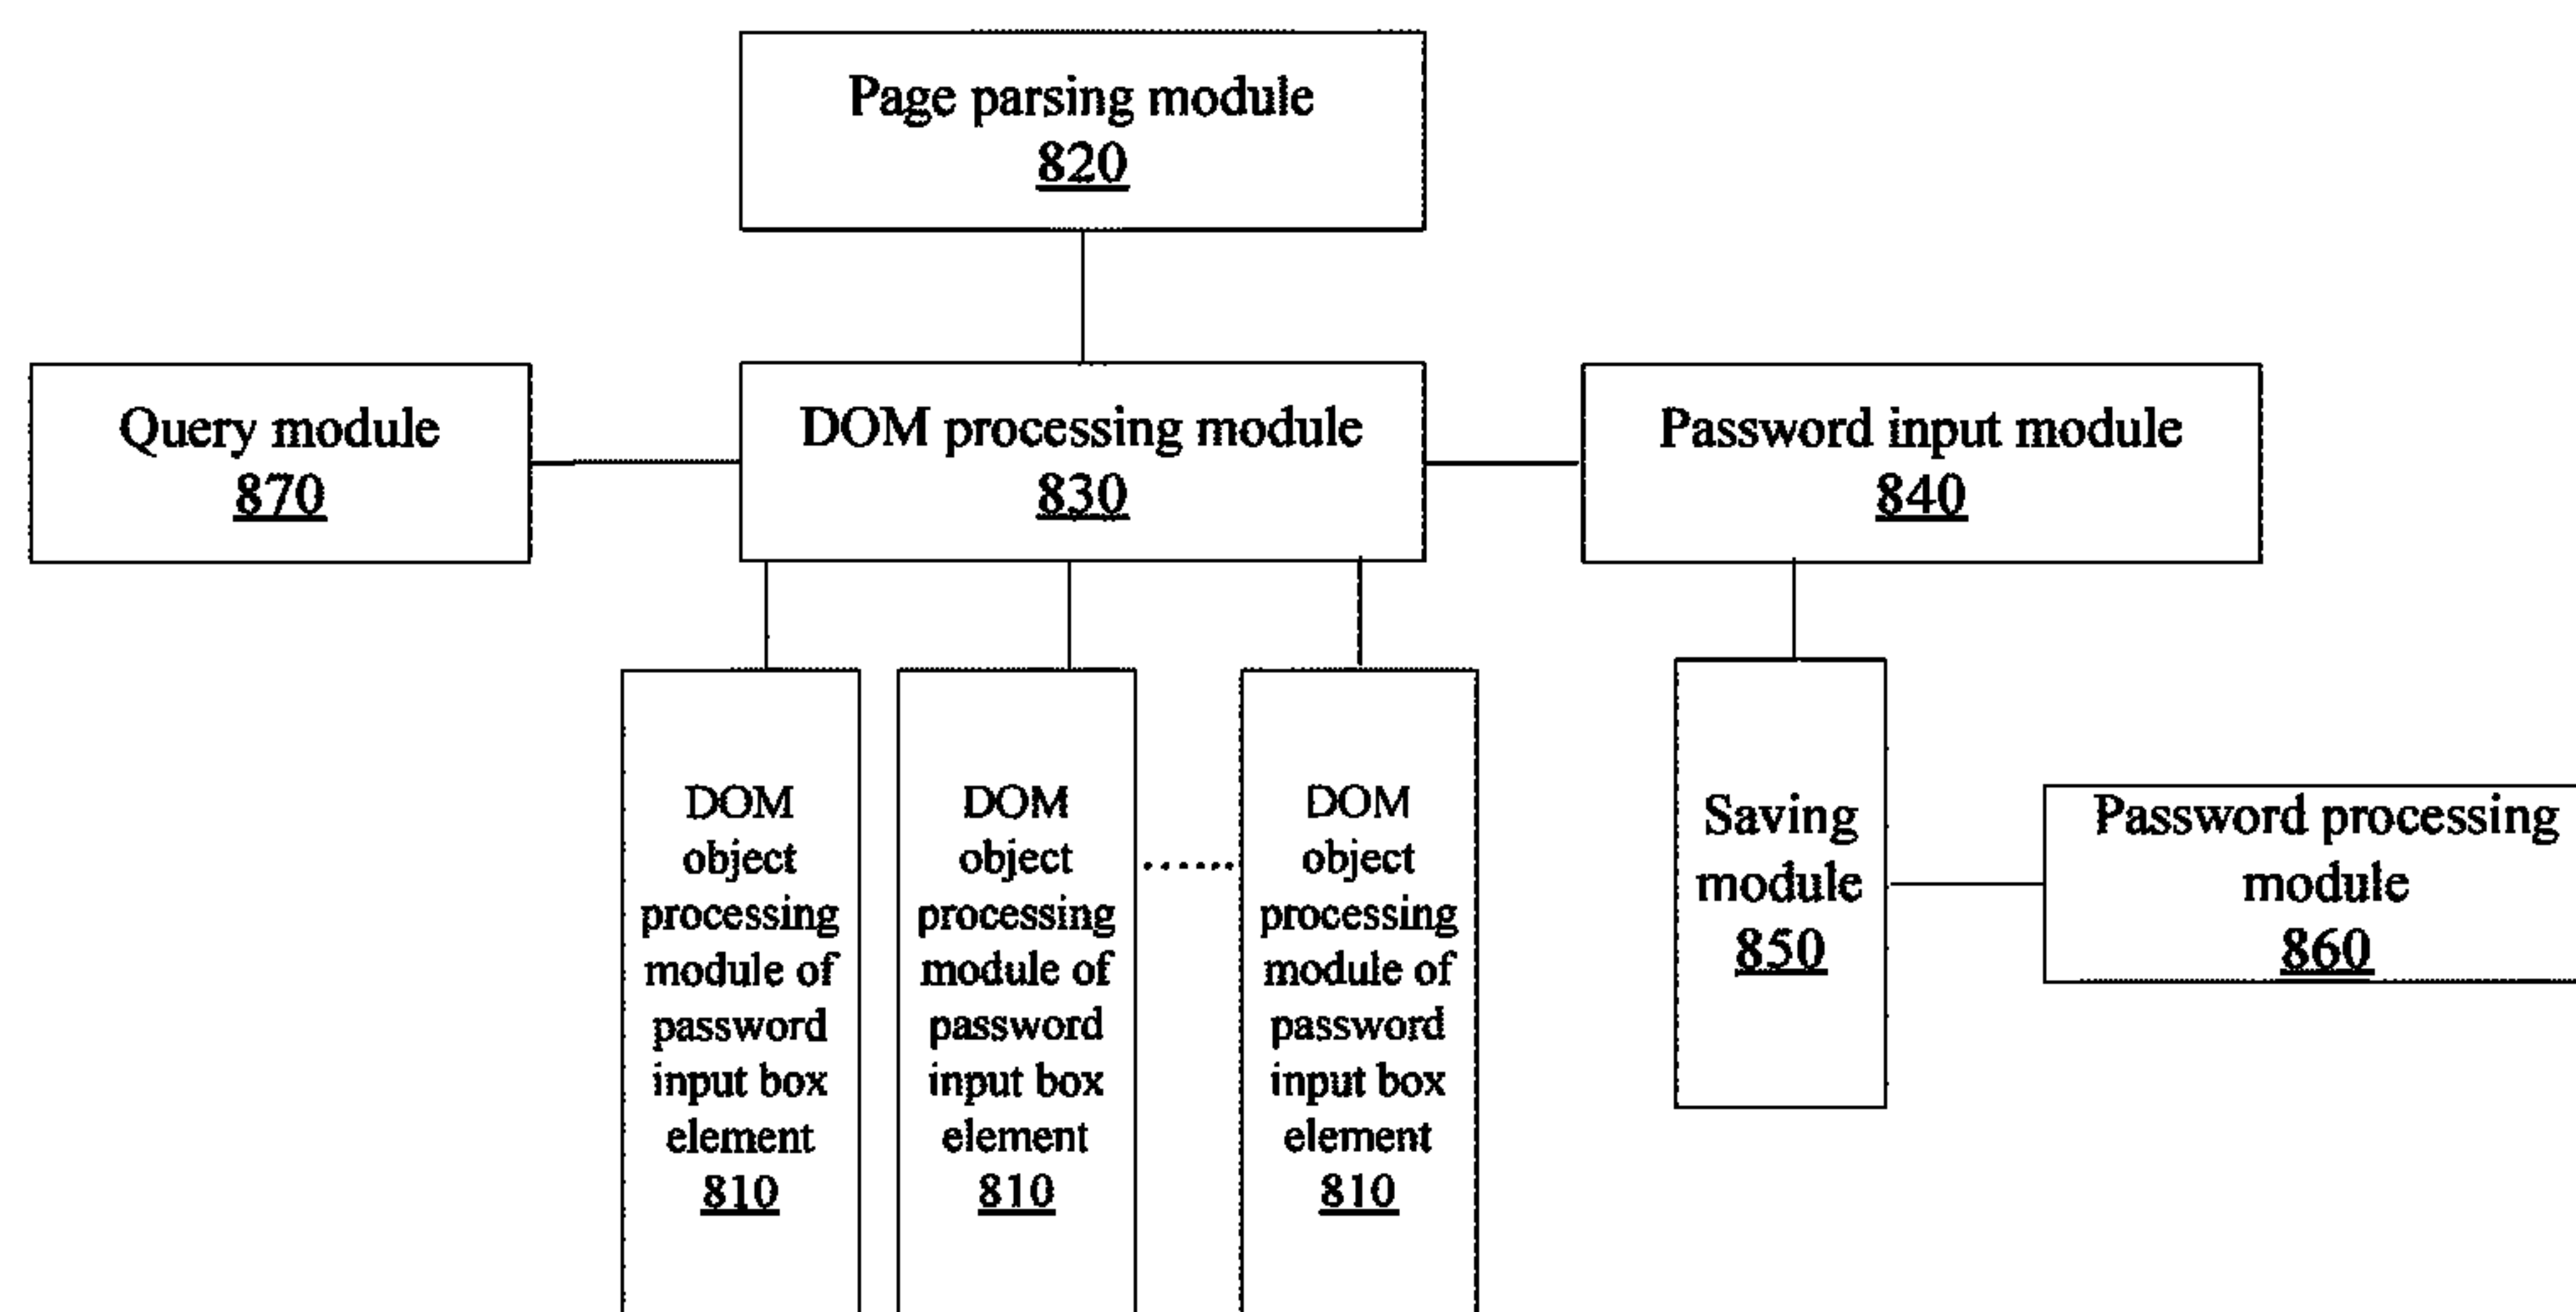 Page parsing module
820
Query module
870
DOM processing module
830
Password input module
840
DOM
object
processing
module of
password
input box
element
810
DOM
object
processing
module of
password
input box
element
810
......
DOM
object
processing
module of
password
input box
element
810
Saving
module
850
Password processing
module
860